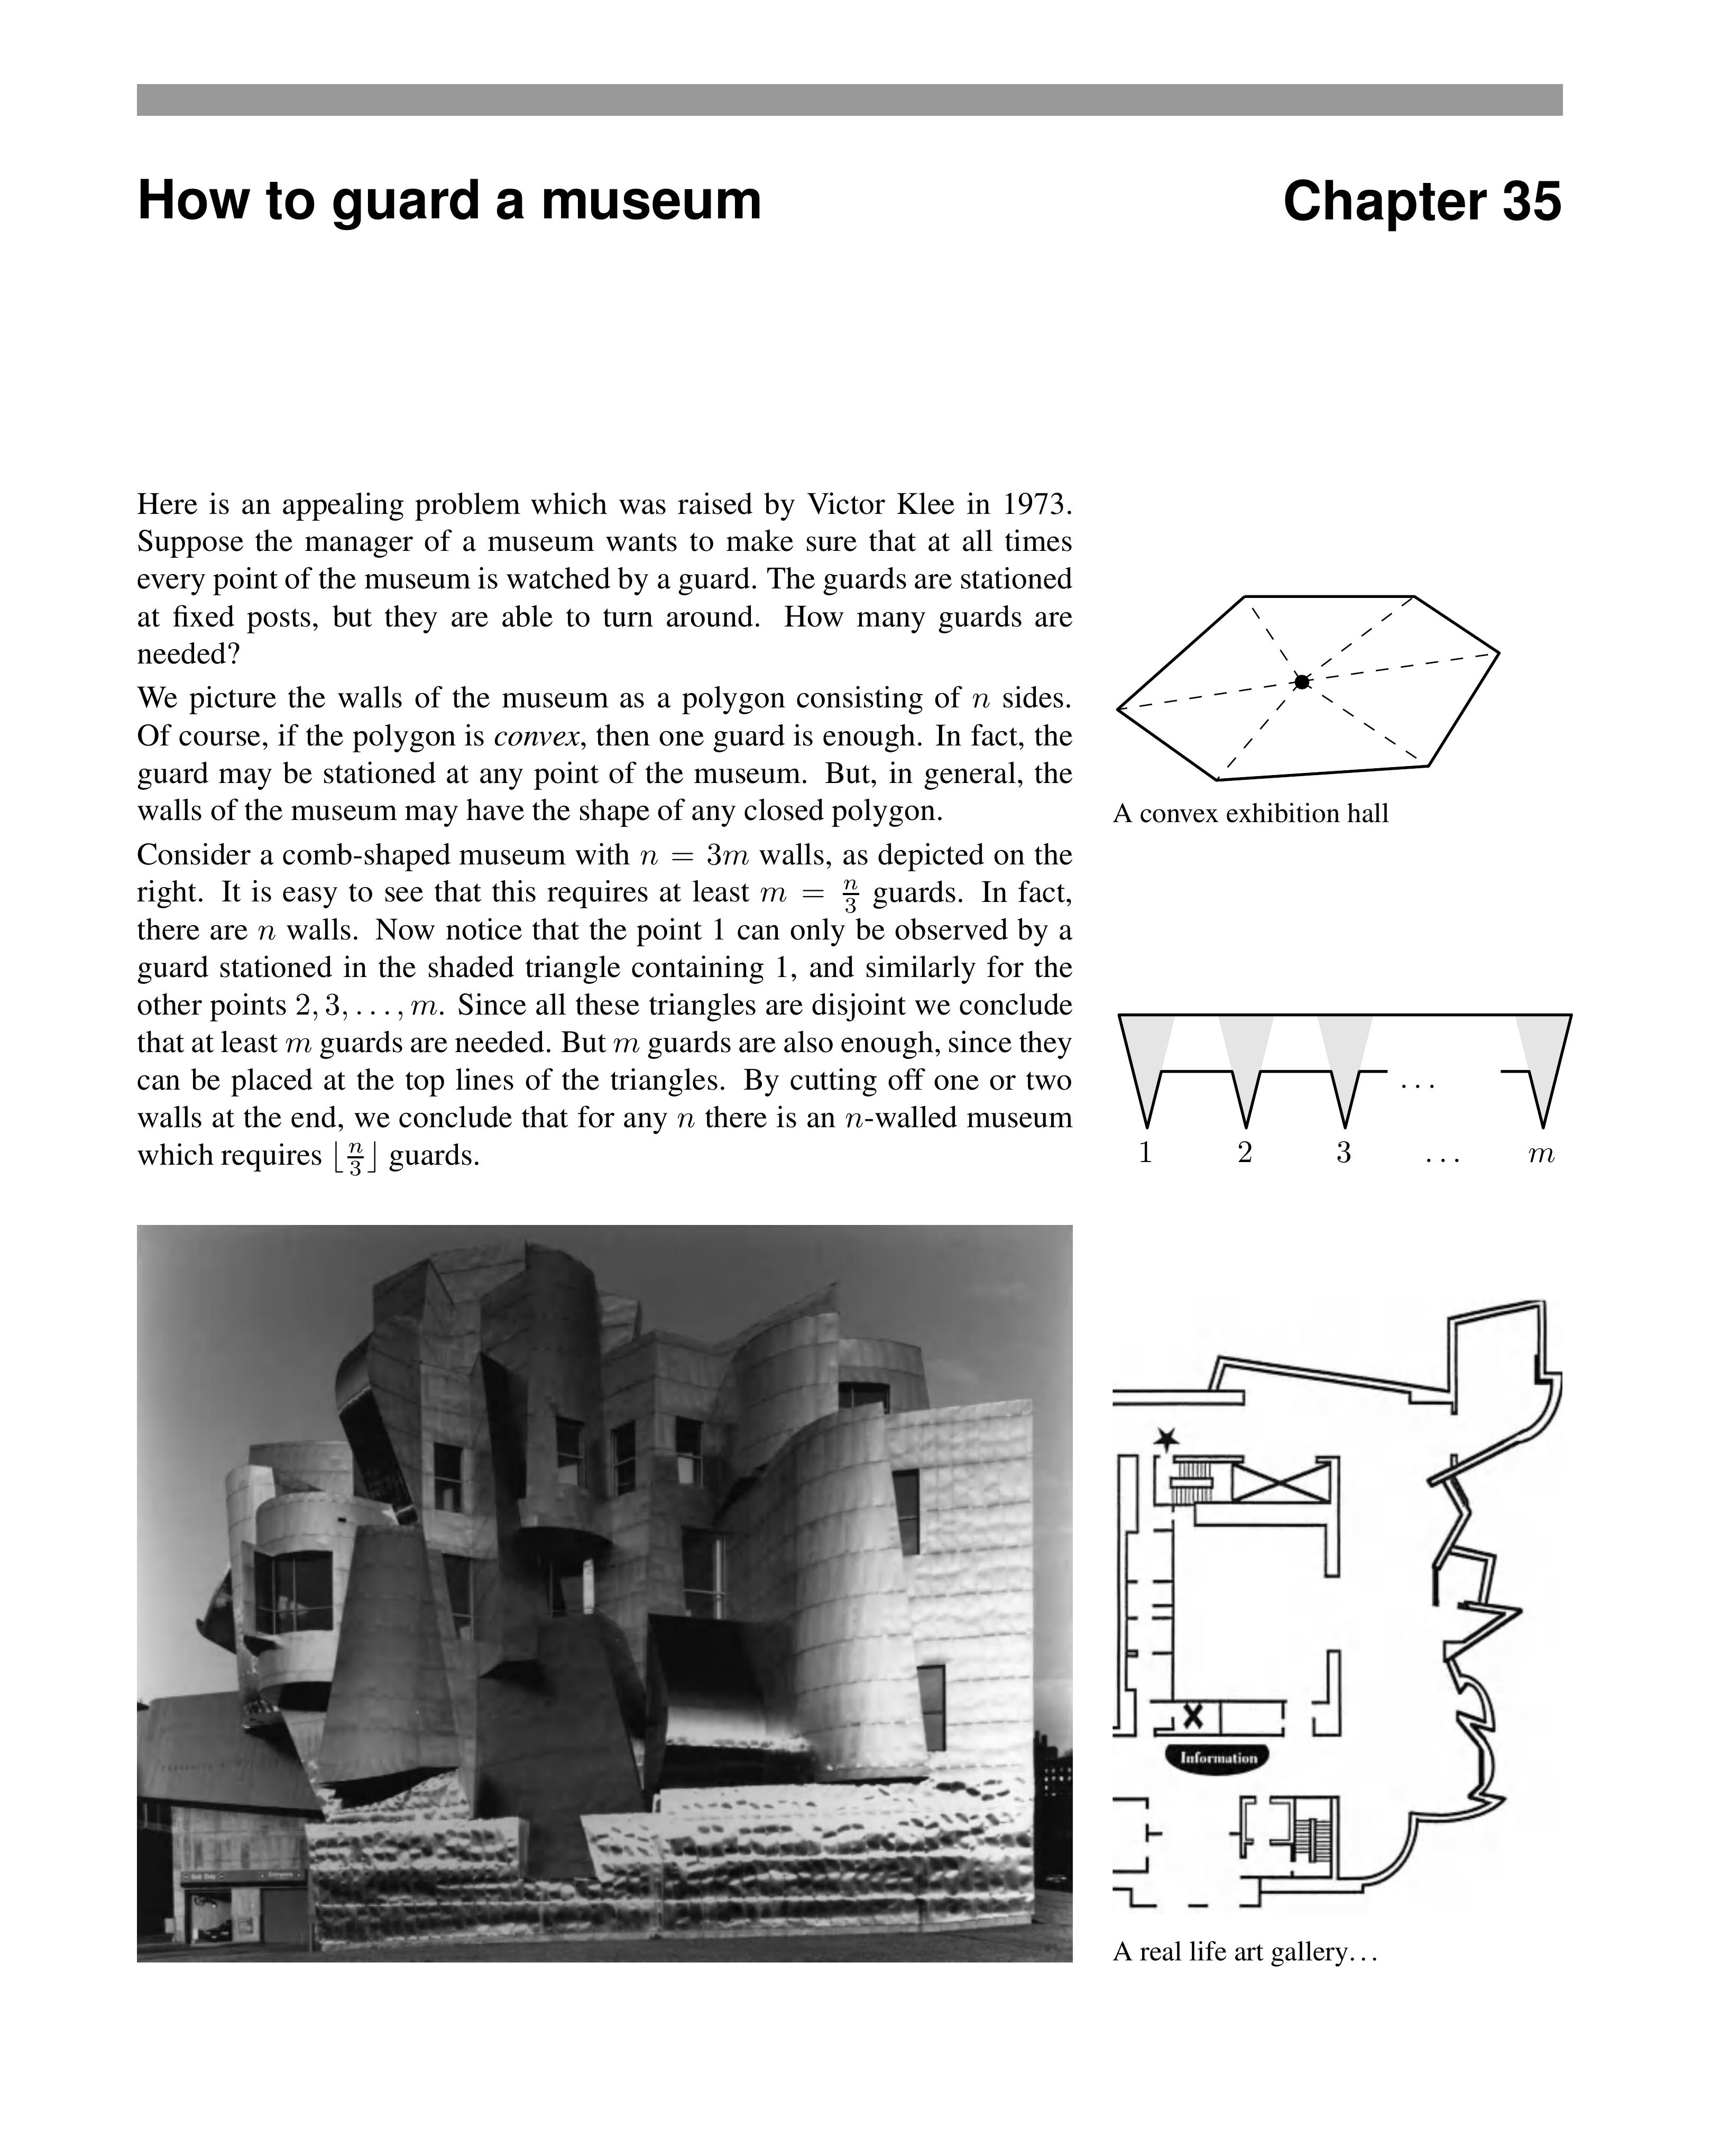 How to guard a museum
Chapter 35
Here is an appealing problem which was raised by Victor Klee in 1973.
Suppose the manager of a museum wants to make sure that at all times
every point of the museum is watched by a guard. The guards are stationed
at fixed posts, but they are able to turn around. How many guards are
needed?
We picture the walls of the museum as a polygon consisting of n sides.
Of course, if the polygon is convex, then one guard is enough. In fact, the
guard may be stationed at any point of the museum. But, in general, the
walls of the museum may have the shape of any closed polygon.
Consider a comb-shaped museum with n = 3m walls, as depicted on the
right. It is easy to see that this requires at least m = n/3 guards. In fact,
there are n walls. Now notice that the point 1 can only be observed by a
guard stationed in the shaded triangle containing 1, and similarly for the
other points 2, 3, . . . , m. Since all these triangles are disjoint we conclude
that at least m guards are needed. But m guards are also enough, since they
can be placed at the top lines of the triangles. By cutting off one or two
walls at the end, we conclude that for any n there is an n-walled museum
which requires ⌊n/3⌋ guards.
A convex exhibition hall
. . .
1 2 3 . . . m
Information
A real life art gallery. . .